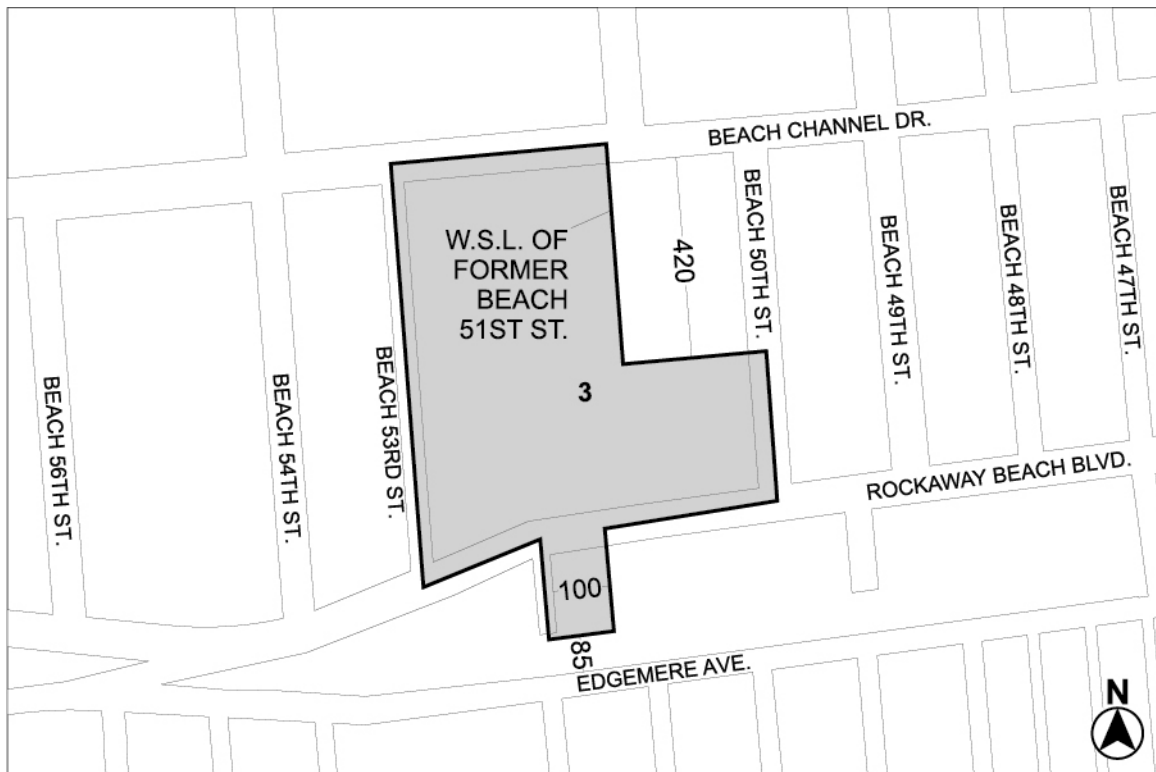 BEACH CHANNEL DR.
W.S.L. OF
FORMER
BEACH
51ST ST.
420
BEACH 50TH ST.
BEACH 49TH ST.
BEACH 48TH ST.
BEACH 47TH ST.
BEACH 56TH ST.
BEACH 54TH ST.
BEACH 53RD ST.
3
ROCKAWAY BEACH BLVD.
100
85
EDGEMERE AVE.
N